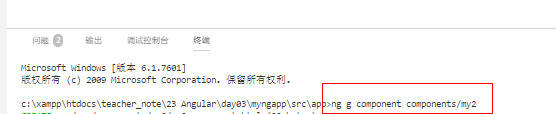 问题 2 输出 调试控制台 终端
Microsoft Windows [版本 6.1.7601]
版权所有 (c) 2009 Microsoft Corporation. 保留所有权利.
c:\xampp\htdocs\teacher_note\23 Angular\day03\myngapp\src\app>ng g component components/my2